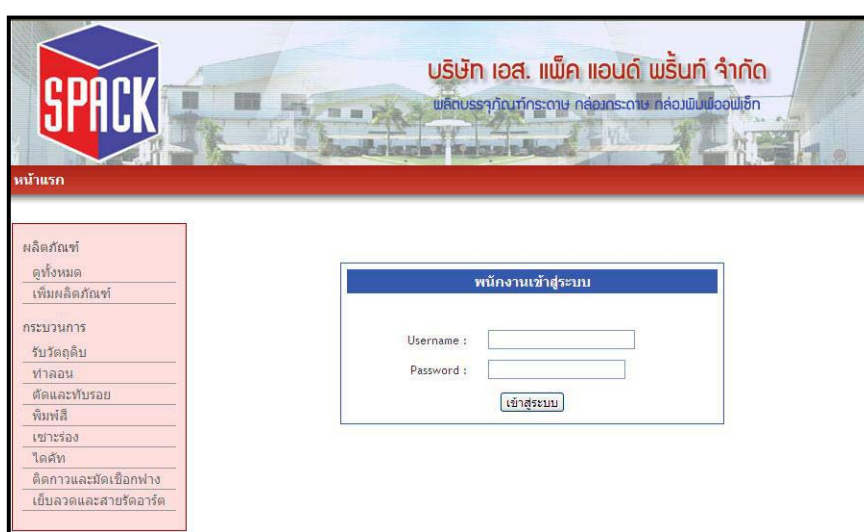 SPACK
บริษัท เอส. แพ็ค แอนด์ พริ้นท์ จำกัด
ผลิตบรรจุภัณฑ์กระดาษ กล่องกระดาษ กล่องพิมพ์ออฟเซ็ท
หน้าแรก
ผลิตภัณฑ์
ดูทั้งหมด
เพิ่มผลิตภัณฑ์
กระบวนการ
รับวัตถุดิบ
ทำลอน
ตัดและทับรอย
พิมพ์สี
เซาะร่อง
ไดคัท
ติดกาวและมัดเชือกฟาง
เย็บลวดและสายรัดอาร์ต
พนักงานเข้าสู่ระบบ
Username :
Password :
เข้าสู่ระบบ